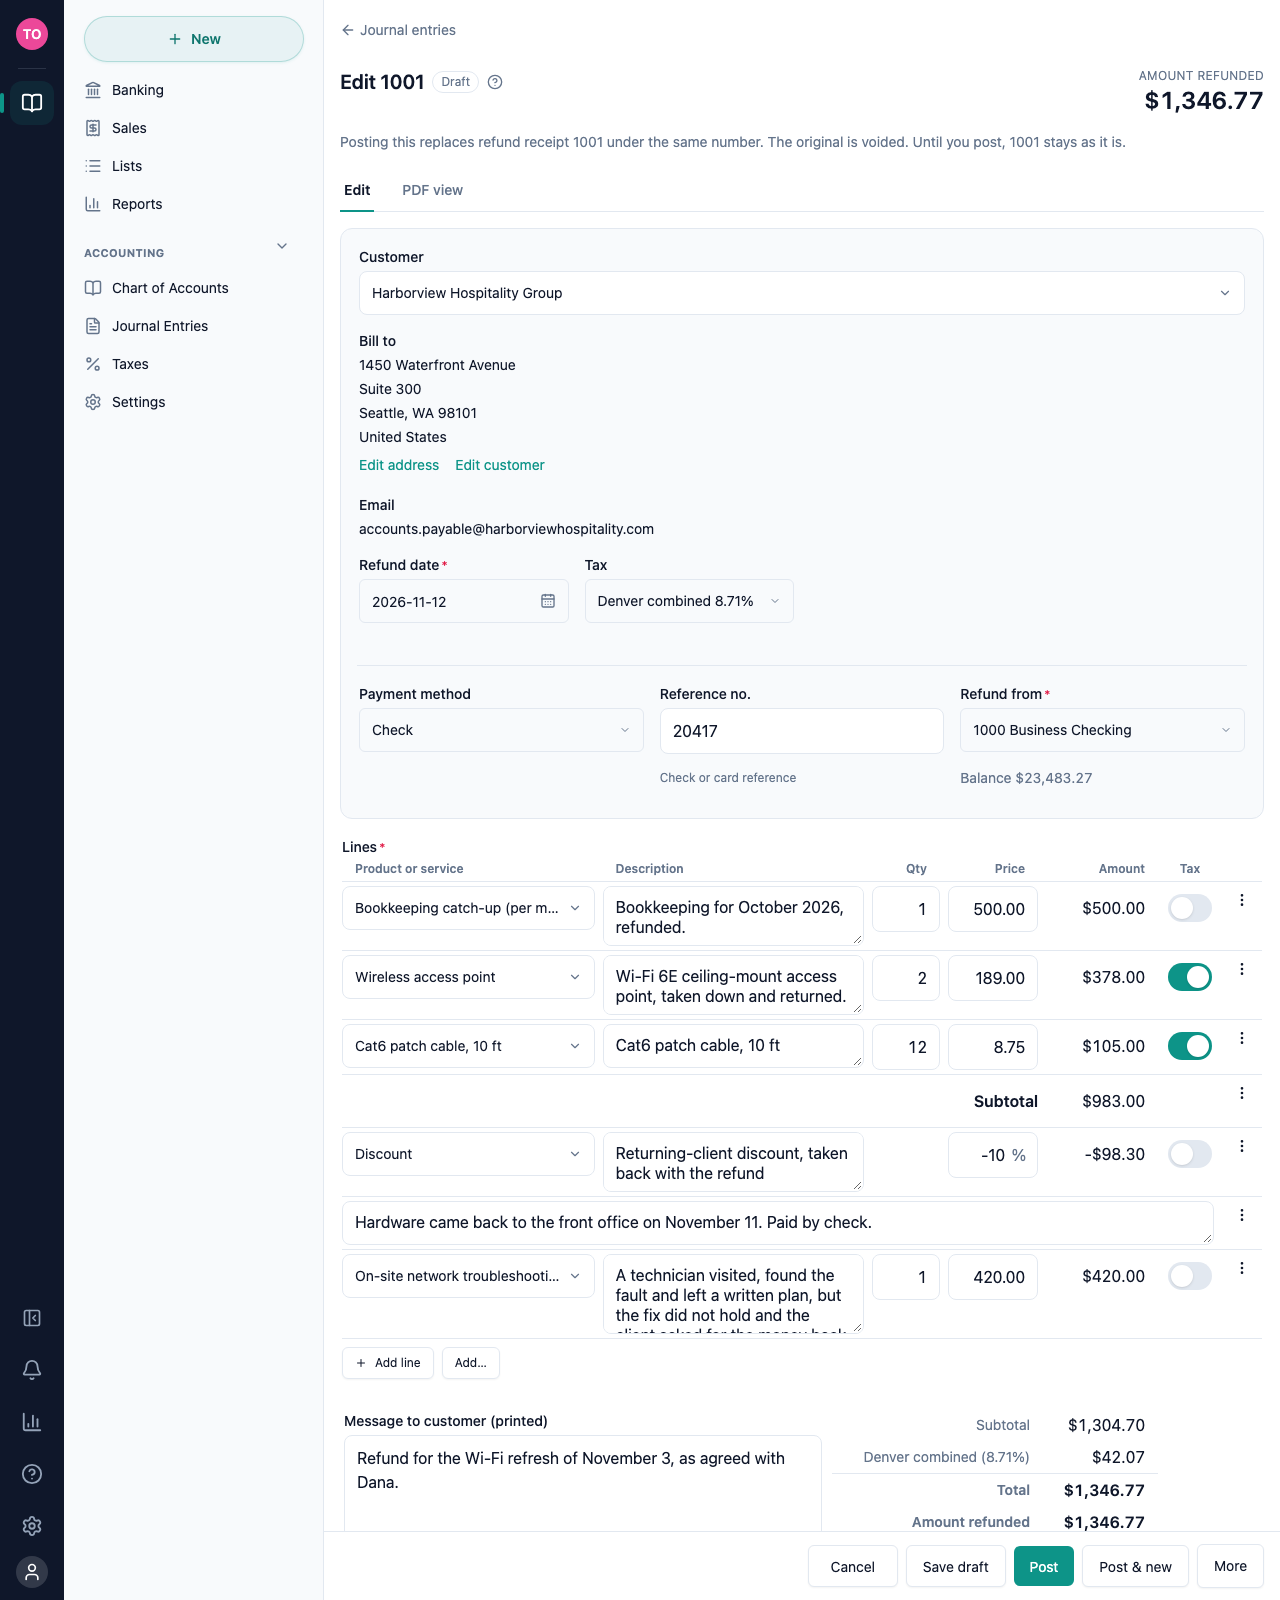 TO
New
Banking
Sales
Lists
Reports
ACCOUNTING
Chart of Accounts
Journal Entries
Taxes
Settings
Journal entries
Edit 1001
Draft
AMOUNT REFUNDED
$1,346.77
Posting this replaces refund receipt 1001 under the same number. The original is voided. Until you post, 1001 stays as it is.
Edit
PDF view
Customer
Harborview Hospitality Group
Bill to
1450 Waterfront Avenue
Suite 300
Seattle, WA 98101
United States
Edit address Edit customer
Email
accounts.payable@harborviewhospitality.com
Refund date* Tax
2026-11-12 Denver combined 8.71%
Payment method Reference no. Refund from*
Check 20417 1000 Business Checking
Check or card reference Balance $23,483.27
Lines*
Product or service Description Qty Price Amount Tax
Bookkeeping catch-up (per m... Bookkeeping for October 2026, 1 500.00 $500.00
refunded.
Wireless access point Wi-Fi 6E ceiling-mount access 2 189.00 $378.00
point, taken down and returned.
Cat6 patch cable, 10 ft Cat6 patch cable, 10 ft 12 8.75 $105.00
Subtotal $983.00
Discount Returning-client discount, taken -10 % -$98.30
back with the refund
Hardware came back to the front office on November 11. Paid by check.
On-site network troubleshooti... A technician visited, found the 1 420.00 $420.00
fault and left a written plan, but
the fix did not hold and the
client asked for the money back
Add line Add...
Message to customer (printed)
Refund for the Wi-Fi refresh of November 3, as agreed with
Dana.
Subtotal $1,304.70
Denver combined (8.71%) $42.07
Total $1,346.77
Amount refunded $1,346.77
Cancel Save draft Post Post & new More